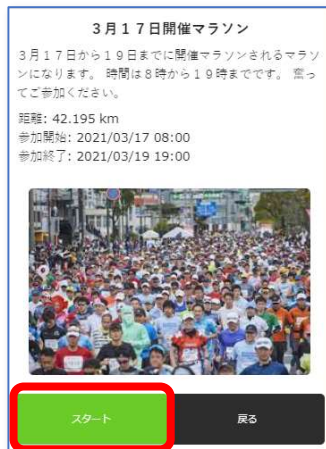 ３月１７日開催マラソン
３月１７日から１９日までに開催マラソンされるマラソ
ンになります。 時間は８時から１９時までです。 奮っ
てご参加ください。
距離: 42.195 km
参加開始: 2021/03/17 08:00
参加終了: 2021/03/19 19:00
スタート
戻る